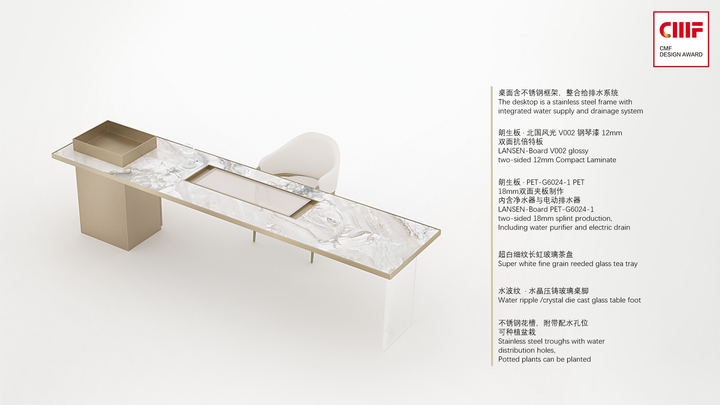 CMF
CMF
DESIGN AWARD
桌面含不锈钢框架，整合给排水系统
The desktop is a stainless steel frame with
integrated water supply and drainage system
朗生板 · 北国风光 V002 钢琴漆 12mm
双面抗倍特板
LANSEN-Board V002 glossy
two-sided 12mm Compact Laminate
朗生板 · PET-G6024-1 PET
18mm双面夹板制作
内含净水器与电动排水器
LANSEN-Board PET-G6024-1
two-sided 18mm splint production,
Including water purifier and electric drain
超白细纹长虹玻璃茶盘
Super white fine grain reeded glass tea tray
水波纹 · 水晶压铸玻璃桌脚
Water ripple /crystal die cast glass table foot
不锈钢花槽，附带配水孔位
可种植盆栽
Stainless steel troughs with water
distribution holes,
Potted plants can be planted